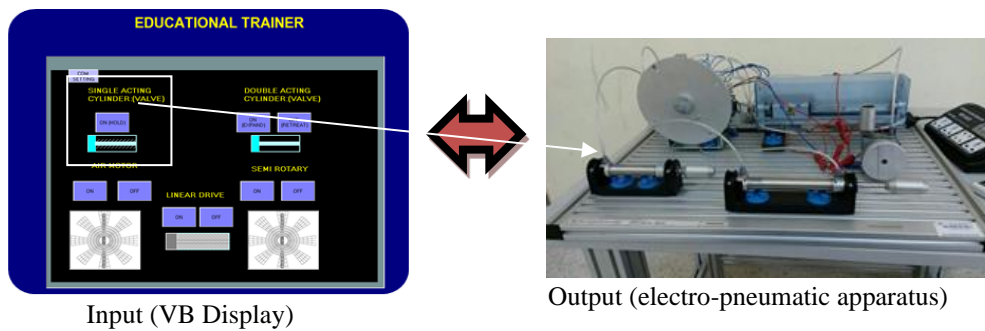 EDUCATIONAL TRAINER
COM
SETTING
SINGLE ACTING
CYLINDER (VALVE)
DOUBLE ACTING
CYLINDER (VALVE)
ON (HOLD)
ON
(EXPAND)
(RETREAT)
AIR MOTOR
SEMI ROTARY
LINEAR DRIVE
ON
OFF
ON
OFF
ON
OFF
Input (VB Display)
Output (electro-pneumatic apparatus)